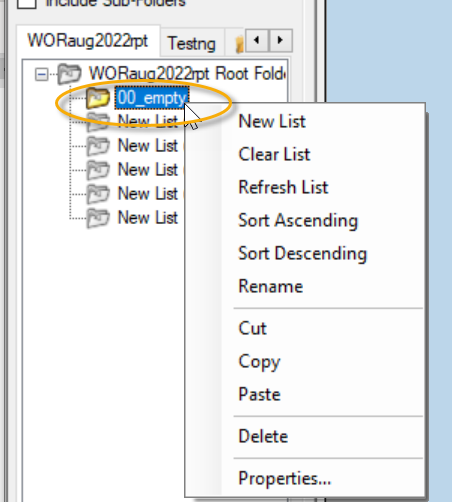 Include Sub-Folders
WORaug2022rpt
Testng
WORaug2022rpt Root Fold
00_empty
New List
New List
New List
New List
New List
New List
Clear List
Refresh List
Sort Ascending
Sort Descending
Rename
Cut
Copy
Paste
Delete
Properties...